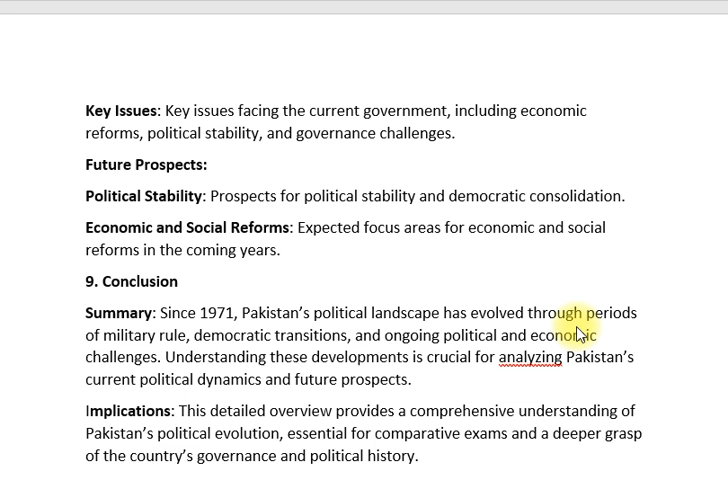 Key Issues: Key issues facing the current government, including economic
reforms, political stability, and governance challenges.
Future Prospects:
Political Stability: Prospects for political stability and democratic consolidation.
Economic and Social Reforms: Expected focus areas for economic and social
reforms in the coming years.
9. Conclusion
Summary: Since 1971, Pakistan’s political landscape has evolved through periods
of military rule, democratic transitions, and ongoing political and economic
challenges. Understanding these developments is crucial for analyzing Pakistan’s
current political dynamics and future prospects.
Implications: This detailed overview provides a comprehensive understanding of
Pakistan’s political evolution, essential for comparative exams and a deeper grasp
of the country’s governance and political history.